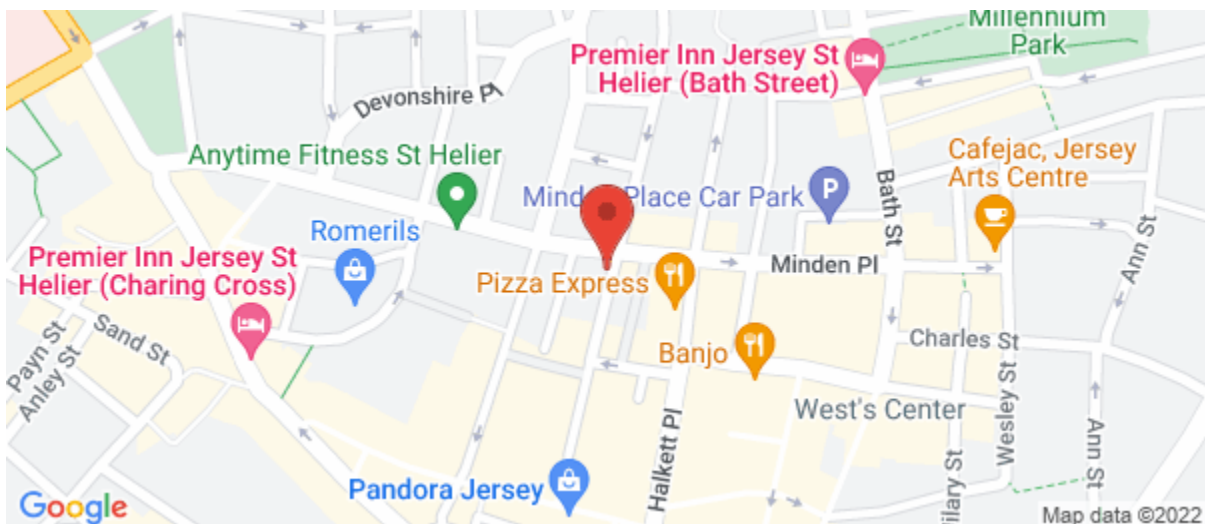 Millennium
Park
Premier Inn Jersey St
Helier (Bath Street)
Devonshire Pl
Anytime Fitness St Helier
Minden Place Car Park
P
Cafejac, Jersey
Arts Centre
Bath St
Ann St
Romerils
Premier Inn Jersey St
Helier (Charing Cross)
Pizza Express
Minden Pl
Sand St
Payn St
Anley St
Banjo
Charles St
West's Center
Wesley St
Halkett Pl
Ann St
Pandora Jersey
Google
Map data ©2022